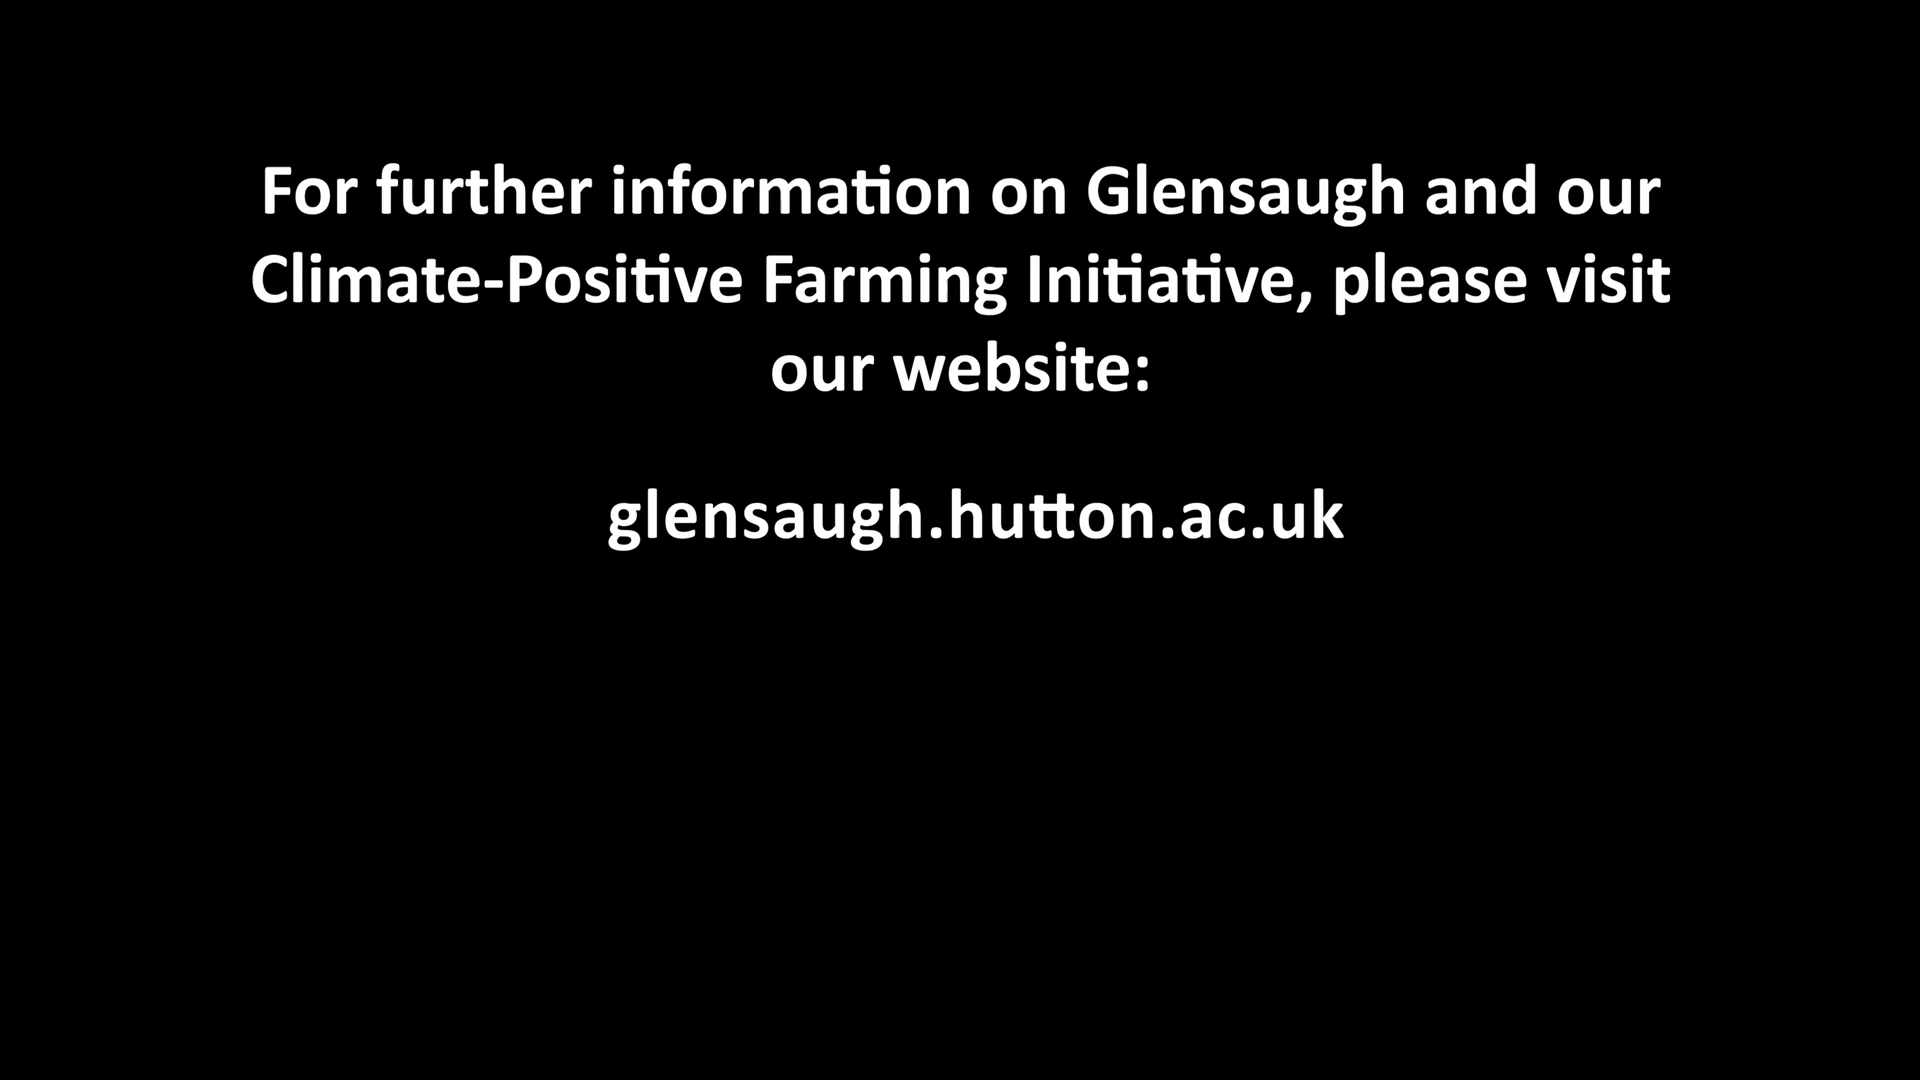 For further information on Glensaugh and our
Climate-Positive Farming Initiative, please visit
our website:
glensaugh.hutton.ac.uk